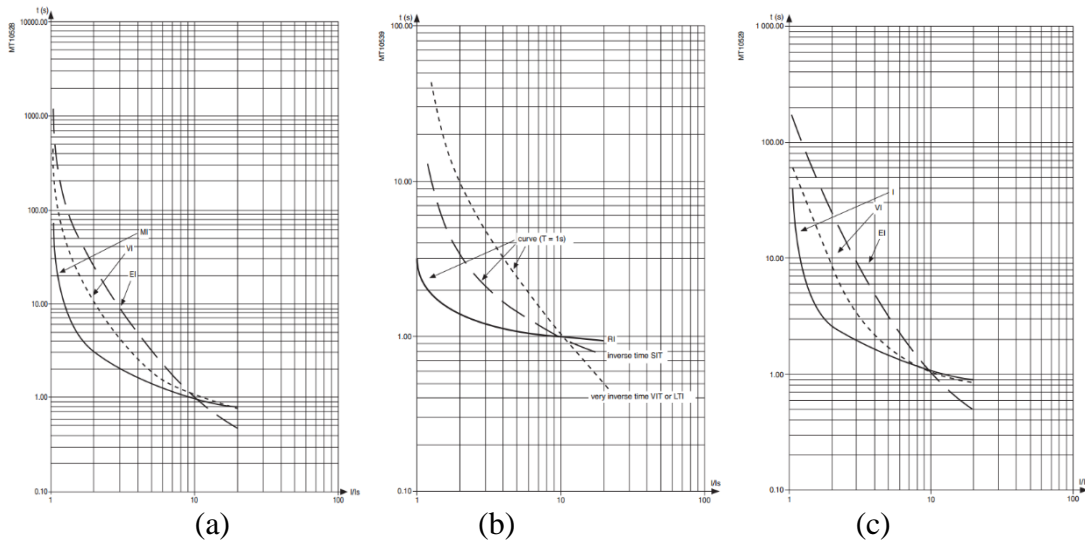 t (s)
10000.00
MT10528
1000.00
100.00
MI
VI
EI
10.00
1.00
0.10
1
10
100
I/Is
(a)
t (s)
100.00
MT10539
10.00
curve (T = 1s)
1.00
RI
inverse time SIT
very inverse time VIT or LTI
0.10
1
10
100
I/Is
(b)
t (s)
1 000.00
MT10529
100.00
I
VI
EI
10.00
1.00
0.10
1
10
100
(c)